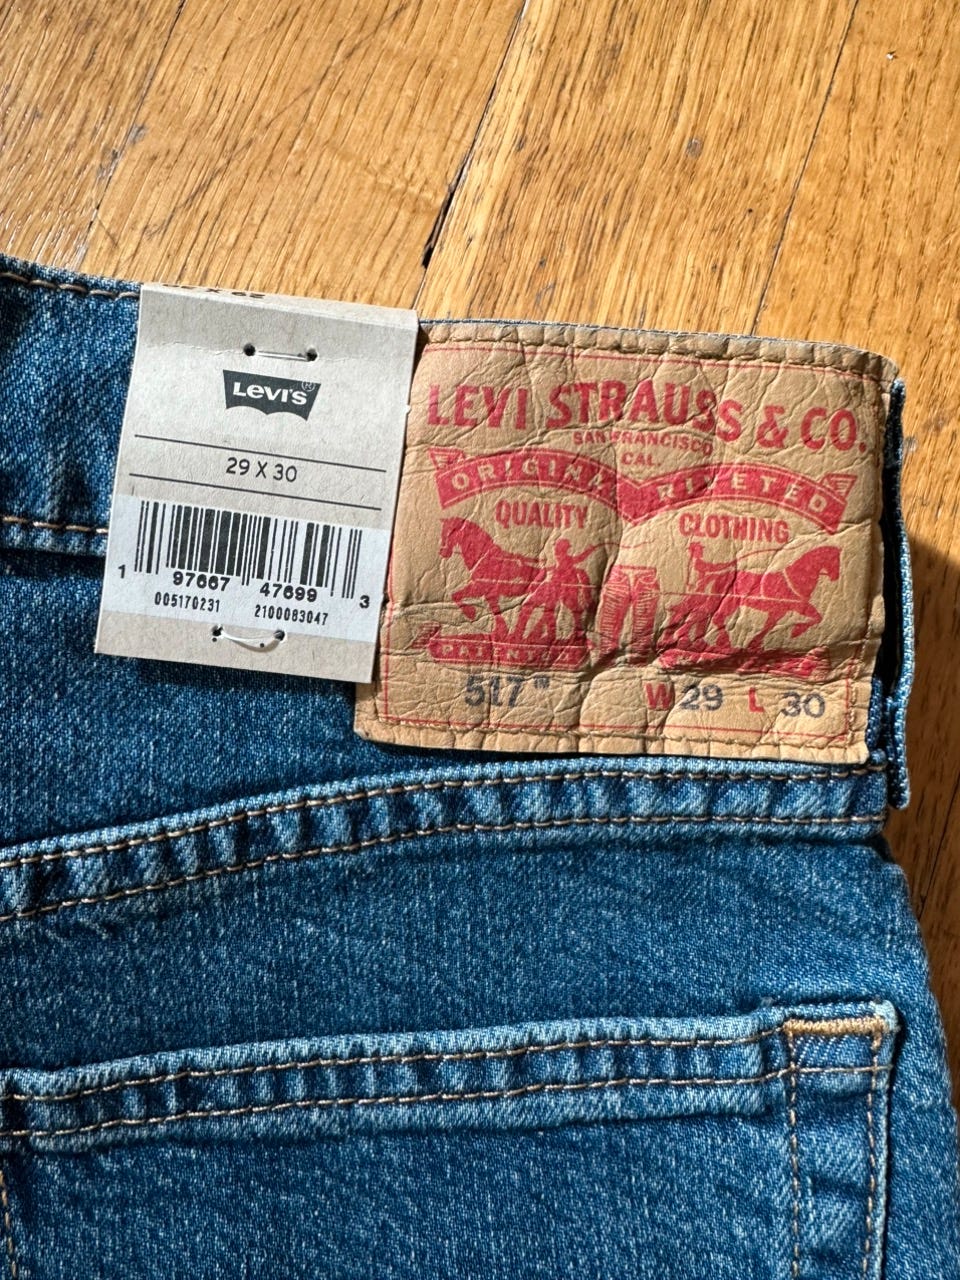 Levi's®
29 X 30
1 97667 47699 3
005170231 2100083047
LEVI STRAUSS & CO.
SAN FRANCISCO
CAL.
ORIGINAL RIVETED
QUALITY CLOTHING
517™ W 29 L 30